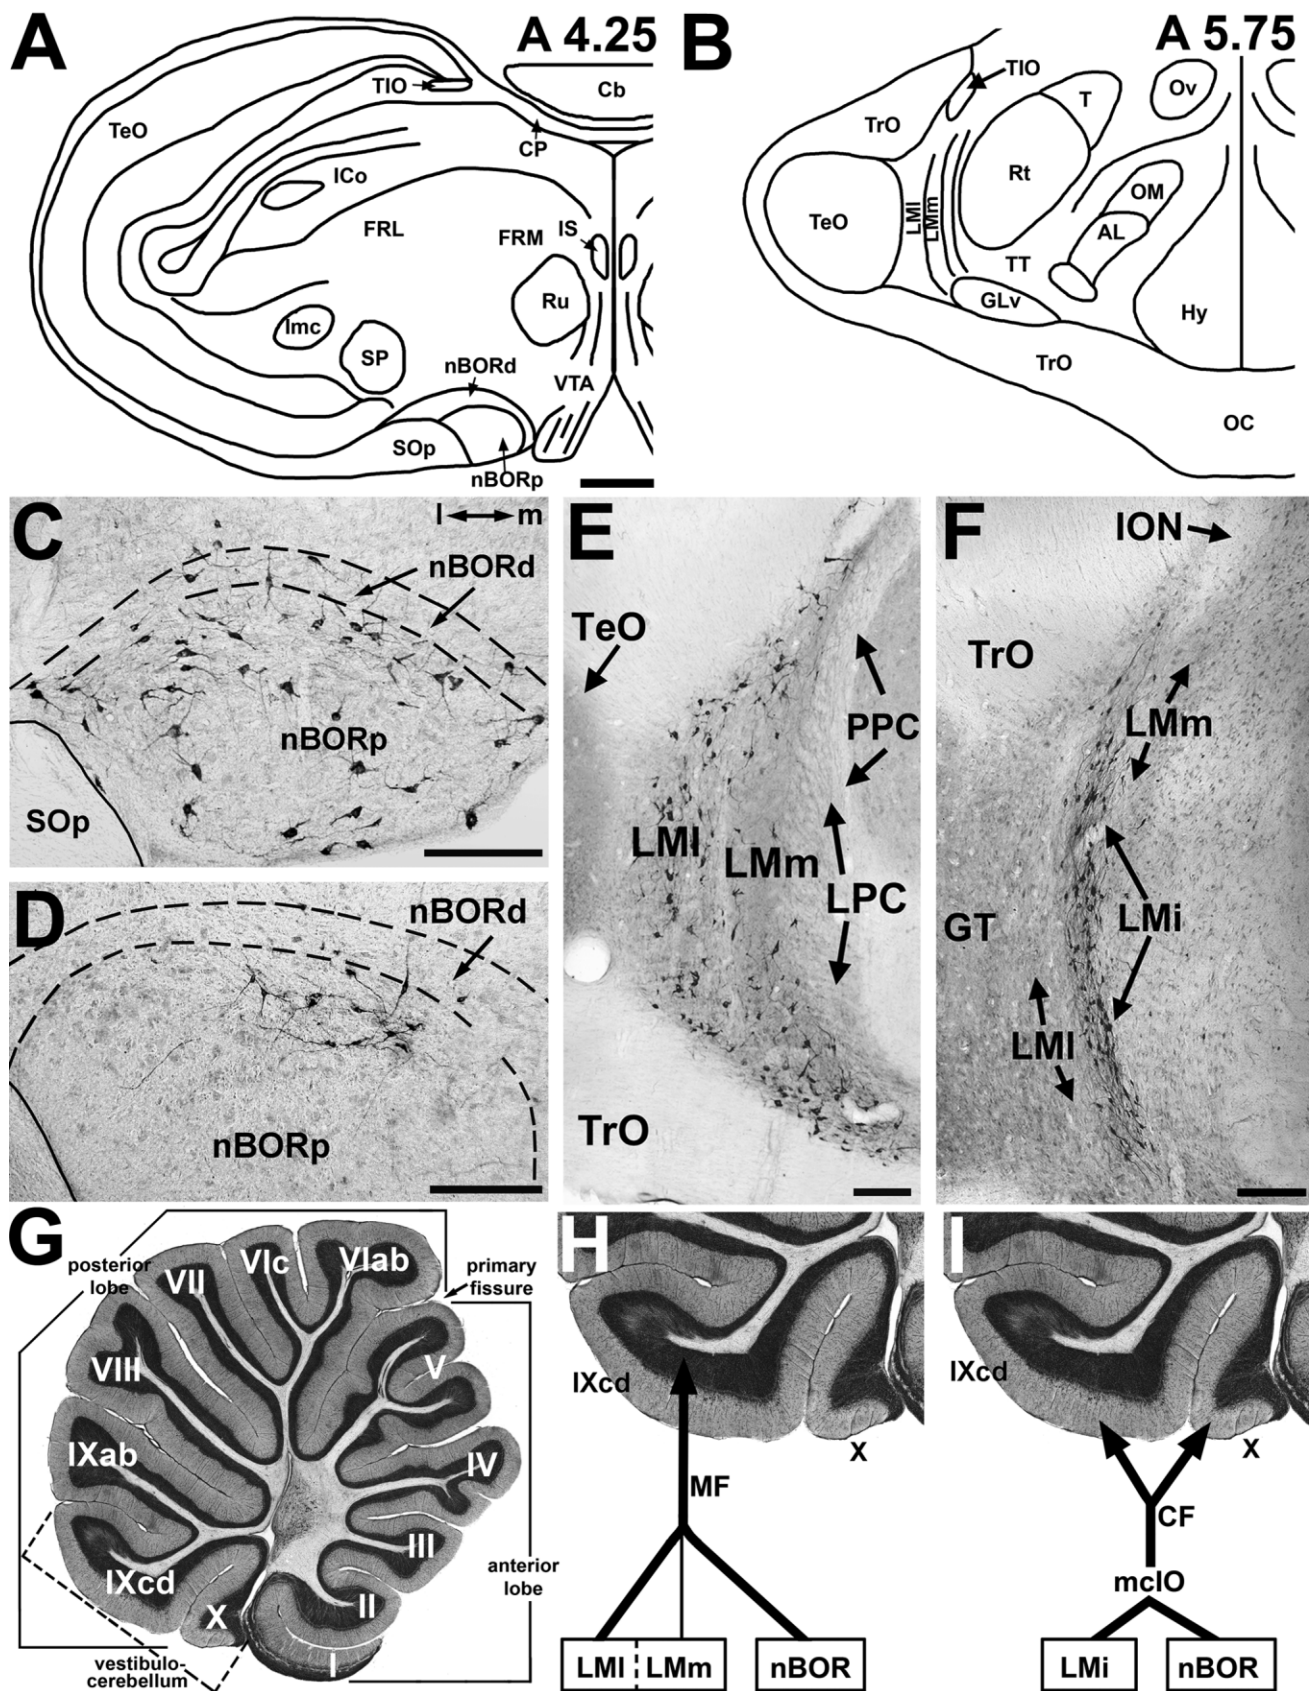 A
A 4.25
TIO
Cb
TeO
CP
ICo
FRL
FRM
IS
Ru
Imc
SP
nBORd
VTA
SOp
nBORp
B
A 5.75
TIO
T
Ov
TrO
Rt
OM
LMl
LMm
TeO
AL
TT
GLv
Hy
TrO
OC
C
l
m
nBORd
nBORp
SOp
D
nBORd
nBORp
E
TeO
PPC
LMl
LMm
LPC
TrO
F
ION
TrO
LMm
GT
LMi
LMl
G
posterior
lobe
VII
VIc
VIab
primary
fissure
VIII
V
IXab
IV
III
IXcd
anterior
lobe
X
II
I
vestibulo-
cerebellum
H
IXcd
X
MF
LMl
LMm
nBOR
I
IXcd
X
CF
mcIO
LMi
nBOR